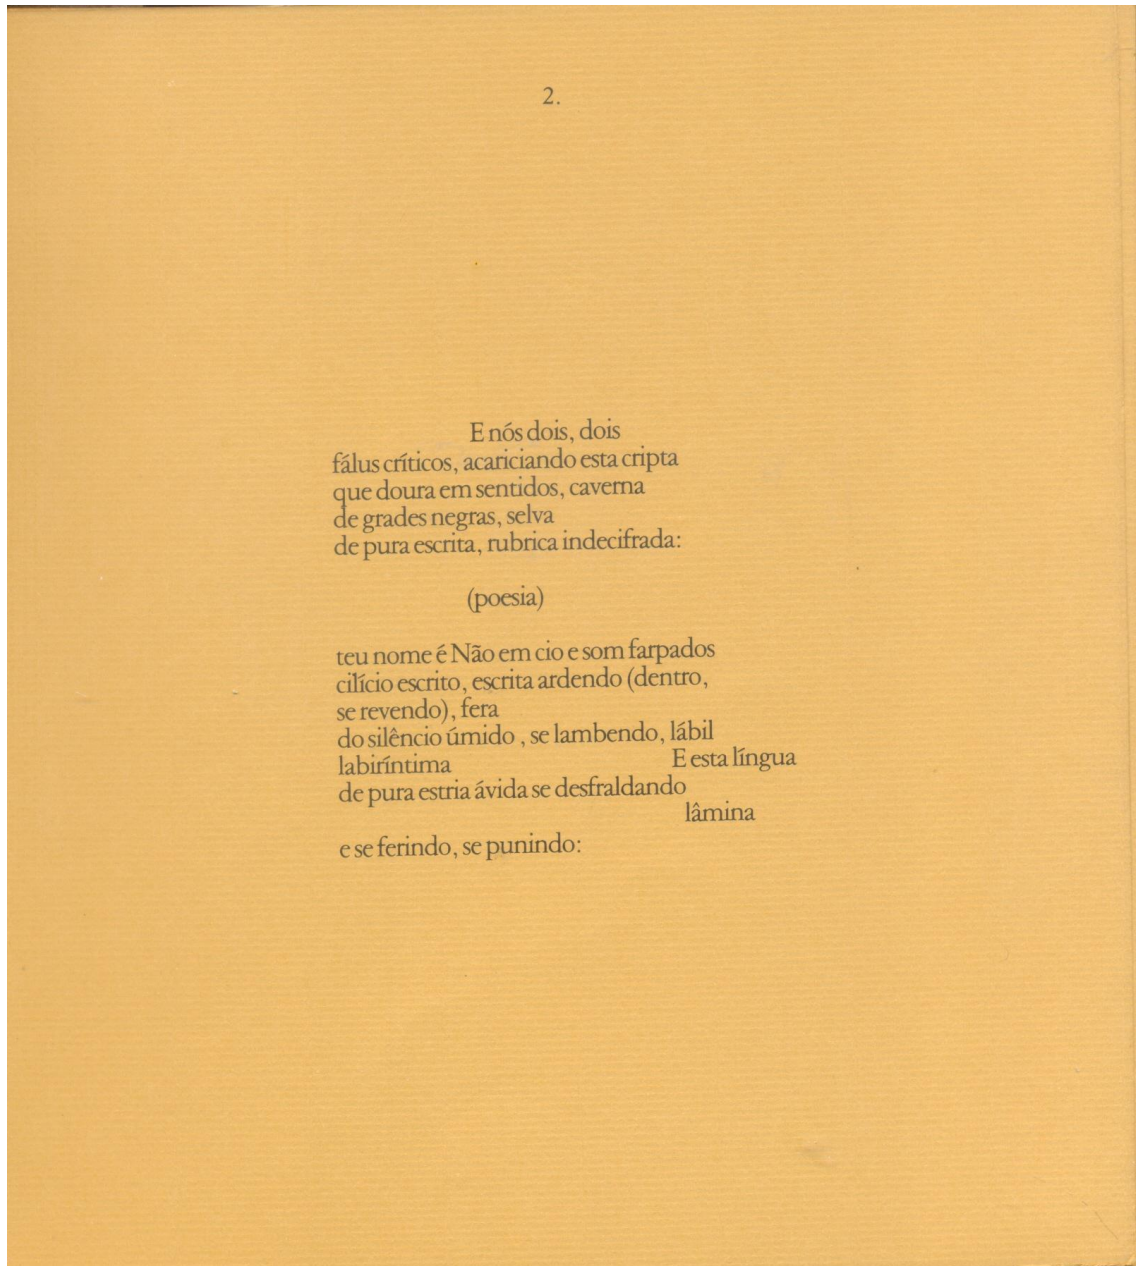 2.
E nós dois, dois
fálus críticos, acariciando esta cripta
que doura em sentidos, caverna
de grades negras, selva
de pura escrita, rubrica indecifrada:
(poesia)
teu nome é Não em cio e som farpados
cilício escrito, escrita ardendo (dentro,
se revendo), fera
do silêncio úmido , se lambendo, lábil
labiríntima E esta língua
de pura estria ávida se desfraldando
lâmina
e se ferindo, se punindo: